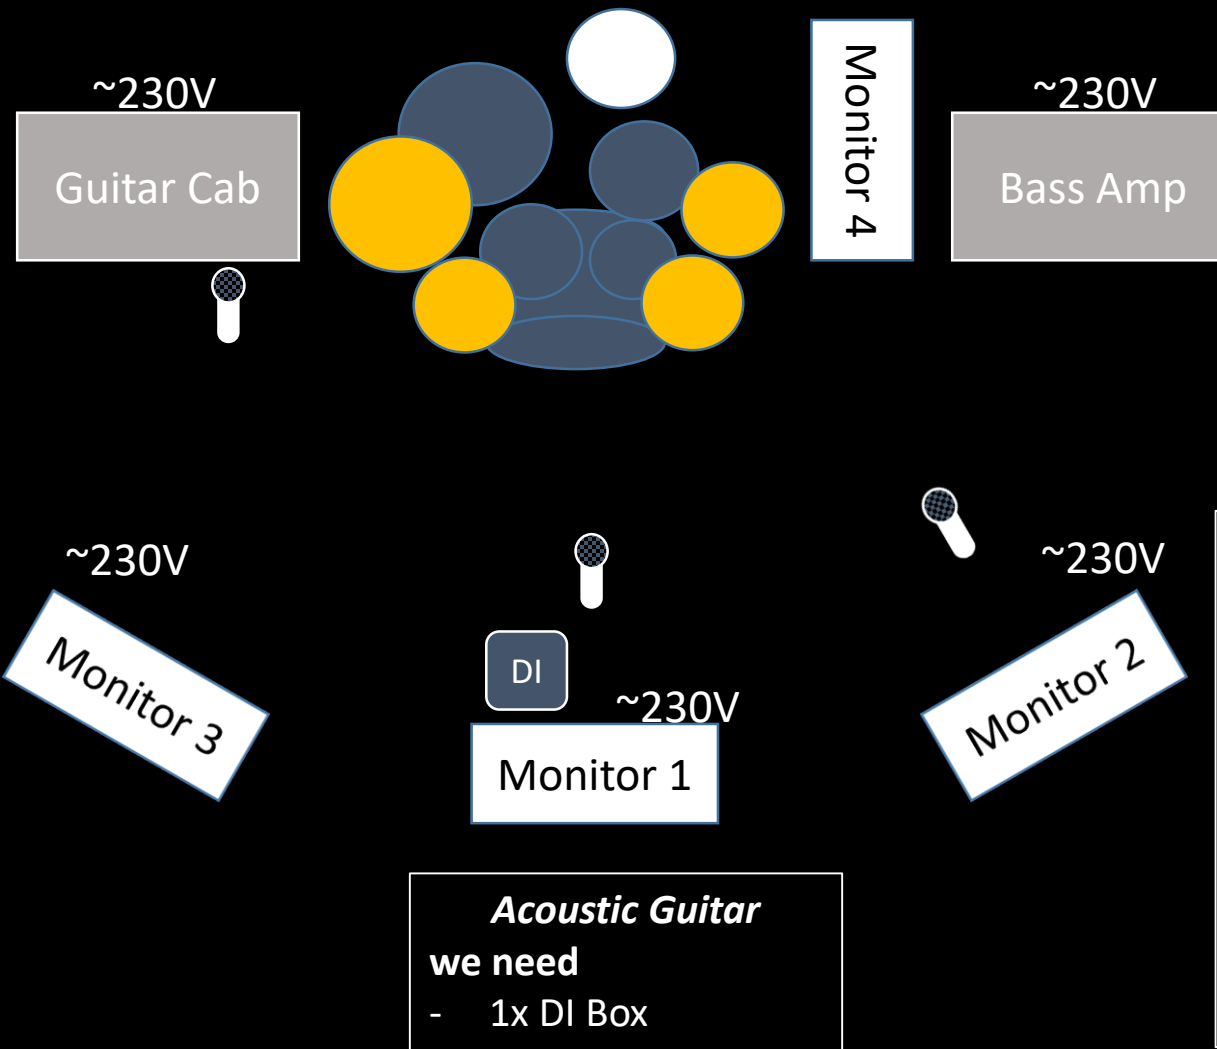 ~230V
Guitar Cab
Monitor 4
~230V
Bass Amp
~230V
Monitor 3
DI
~230V
Monitor 1
~230V
Monitor 2
Acoustic Guitar
we need
- 1x DI Box